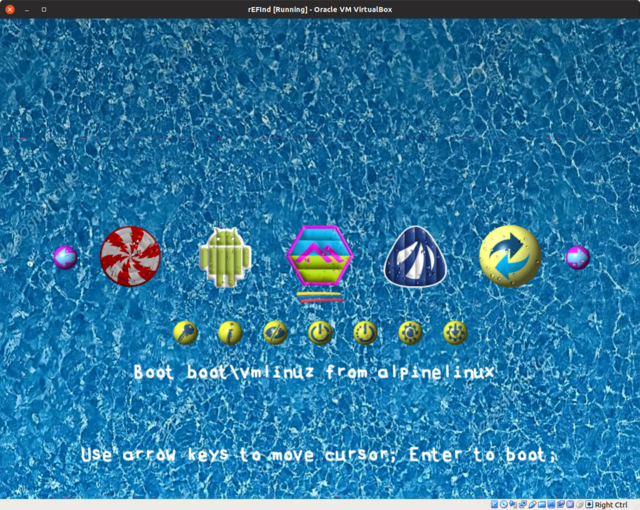 rEFInd [Running] - Oracle VM VirtualBox
Boot boot\vmlinuz from alpinelinux
Use arrow keys to move cursor; Enter to boot;
Right Ctrl